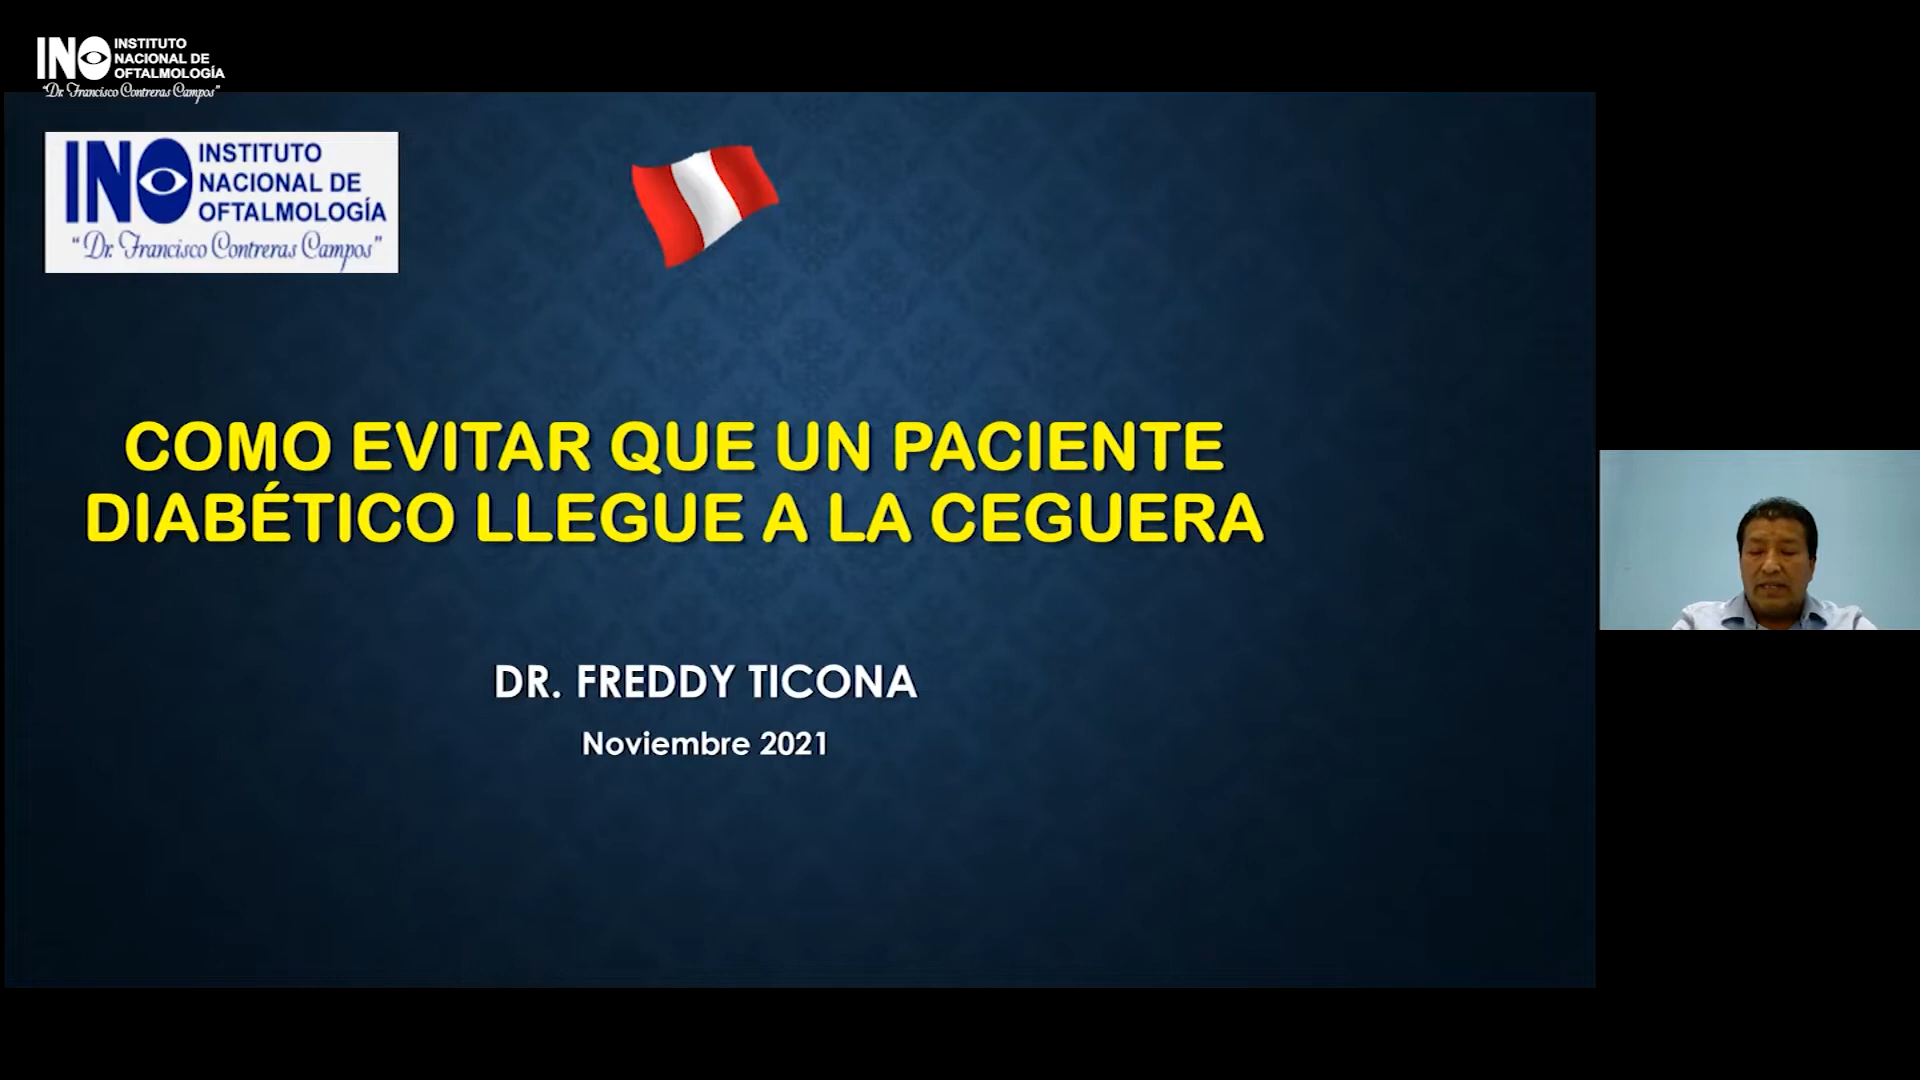 INO INSTITUTO
NACIONAL DE
OFTALMOLOGÍA
"Dr. Francisco Contreras Campos"
INO INSTITUTO
NACIONAL DE
OFTALMOLOGÍA
"Dr. Francisco Contreras Campos"
COMO EVITAR QUE UN PACIENTE
DIABÉTICO LLEGUE A LA CEGUERA
DR. FREDDY TICONA
Noviembre 2021